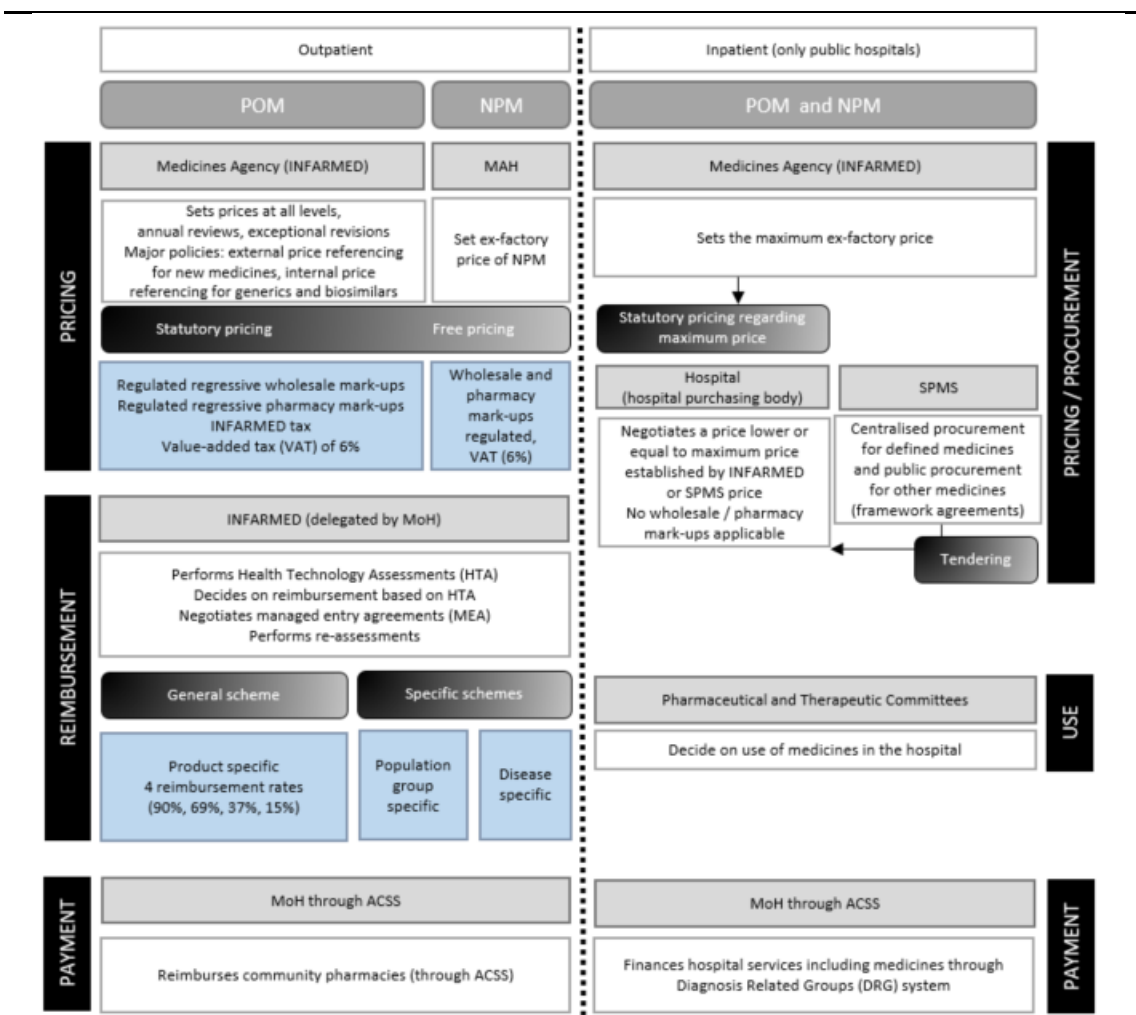 Outpatient
Inpatient (only public hospitals)
POM
NPM
POM and NPM
PRICING
Medicines Agency (INFARMED)
MAH
Sets prices at all levels,
annual reviews, exceptional revisions
Major policies: external price referencing
for new medicines, internal price
referencing for generics and biosimilars
Set ex-factory
price of NPM
Statutory pricing
Free pricing
Regulated regressive wholesale mark-ups
Regulated regressive pharmacy mark-ups
INFARMED tax
Value-added tax (VAT) of 6%
Wholesale and
pharmacy
mark-ups
regulated,
VAT (6%)
PRICING / PROCUREMENT
Medicines Agency (INFARMED)
Sets the maximum ex-factory price
Statutory pricing regarding
maximum price
Hospital
(hospital purchasing body)
SPMS
Negotiates a price lower or
equal to maximum price
established by INFARMED
or SPMS price
No wholesale / pharmacy
mark-ups applicable
Centralised procurement
for defined medicines
and public procurement
for other medicines
(framework agreements)
Tendering
REIMBURSEMENT
INFARMED (delegated by MoH)
Performs Health Technology Assessments (HTA)
Decides on reimbursement based on HTA
Negotiates managed entry agreements (MEA)
Performs re-assessments
General scheme
Specific schemes
Product specific
4 reimbursement rates
(90%, 69%, 37%, 15%)
Population
group
specific
Disease
specific
USE
Pharmaceutical and Therapeutic Committees
Decide on use of medicines in the hospital
PAYMENT
MoH through ACSS
Reimburses community pharmacies (through ACSS)
MoH through ACSS
Finances hospital services including medicines through
Diagnosis Related Groups (DRG) system
PAYMENT